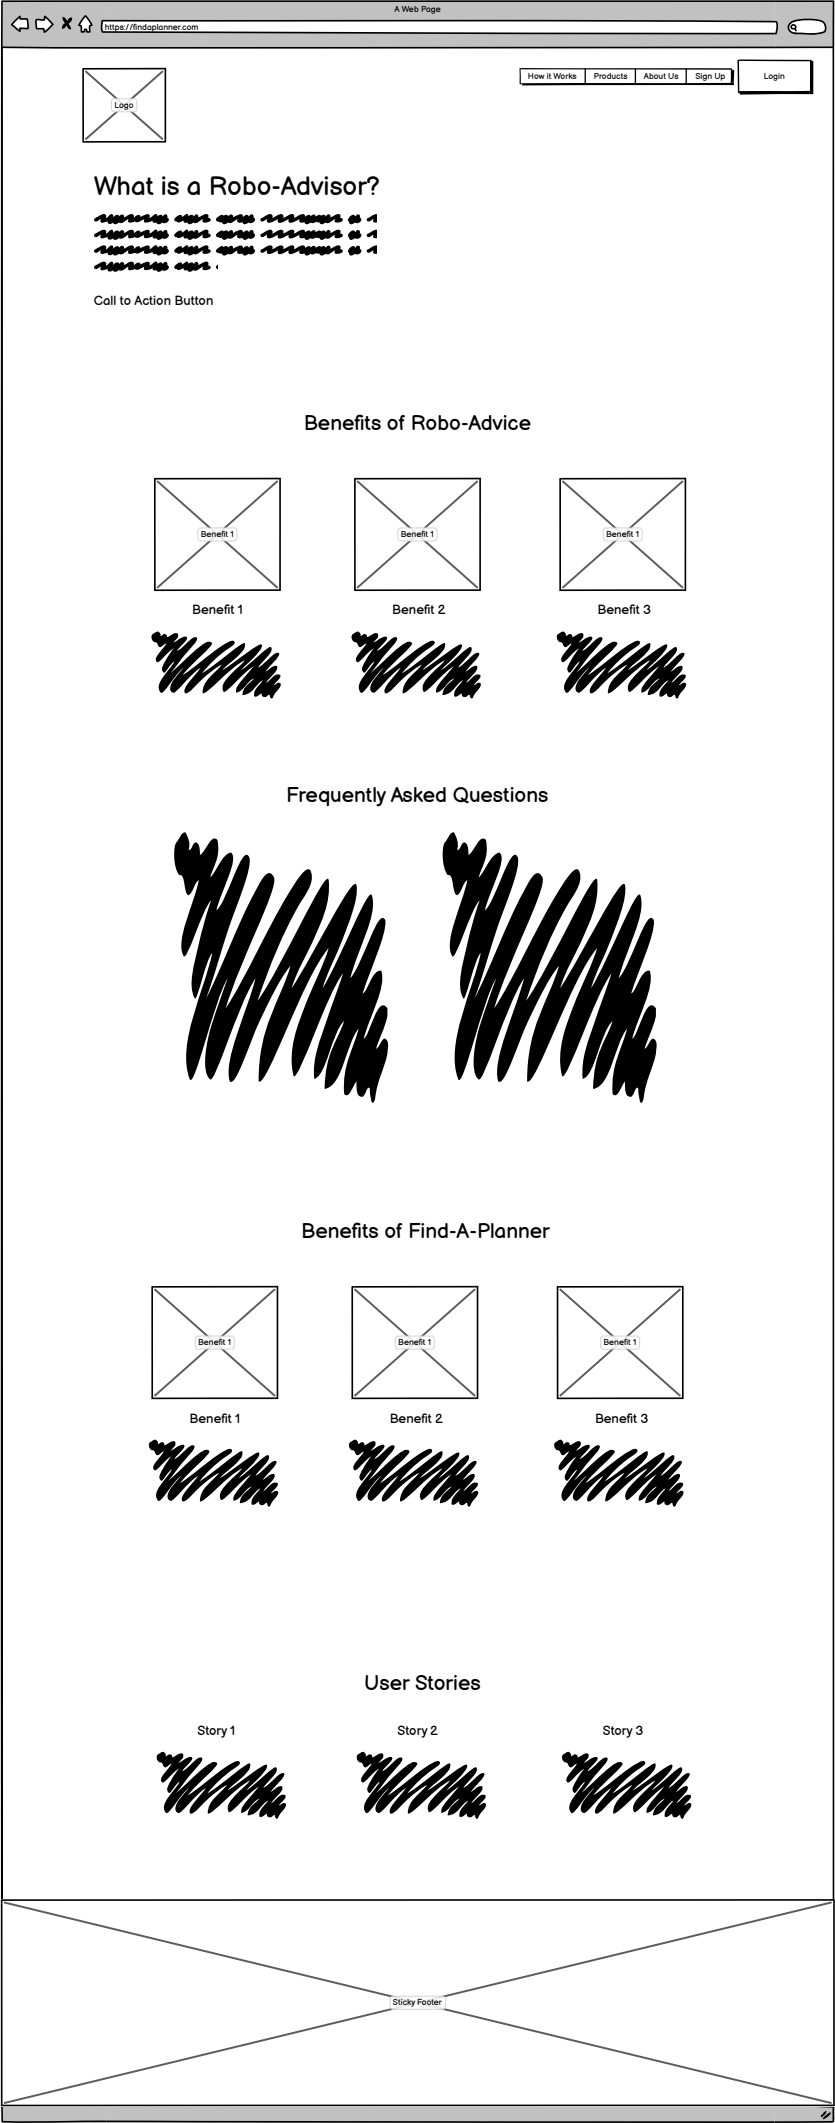 A Web Page
https://findaplanner.com
Logo
How it Works Products About Us Sign Up Login
What is a Robo-Advisor?
Call to Action Button
Benefits of Robo-Advice
Benefit 1 Benefit 1 Benefit 1
Benefit 1 Benefit 2 Benefit 3
Frequently Asked Questions
Benefits of Find-A-Planner
Benefit 1 Benefit 1 Benefit 1
Benefit 1 Benefit 2 Benefit 3
User Stories
Story 1 Story 2 Story 3
Sticky Footer